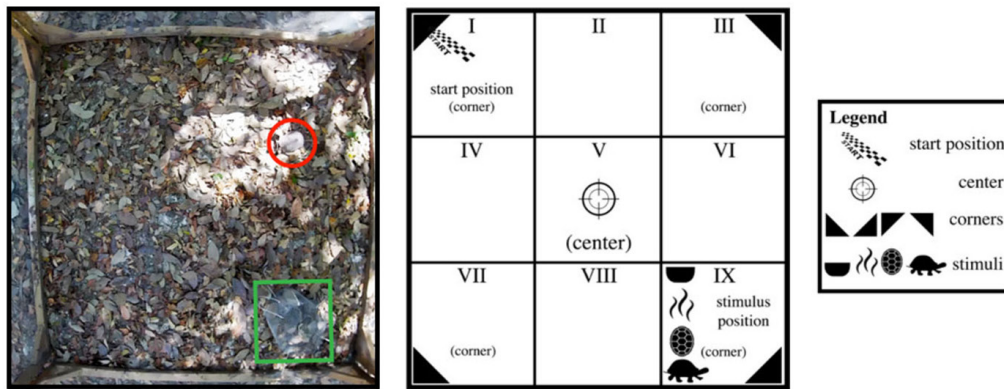 I
II
III
START
start position
(corner)
(corner)
IV
V
VI
(center)
VII
VIII
IX
stimulus
position
(corner)
(corner)
Legend
START
start position
center
corners
stimuli